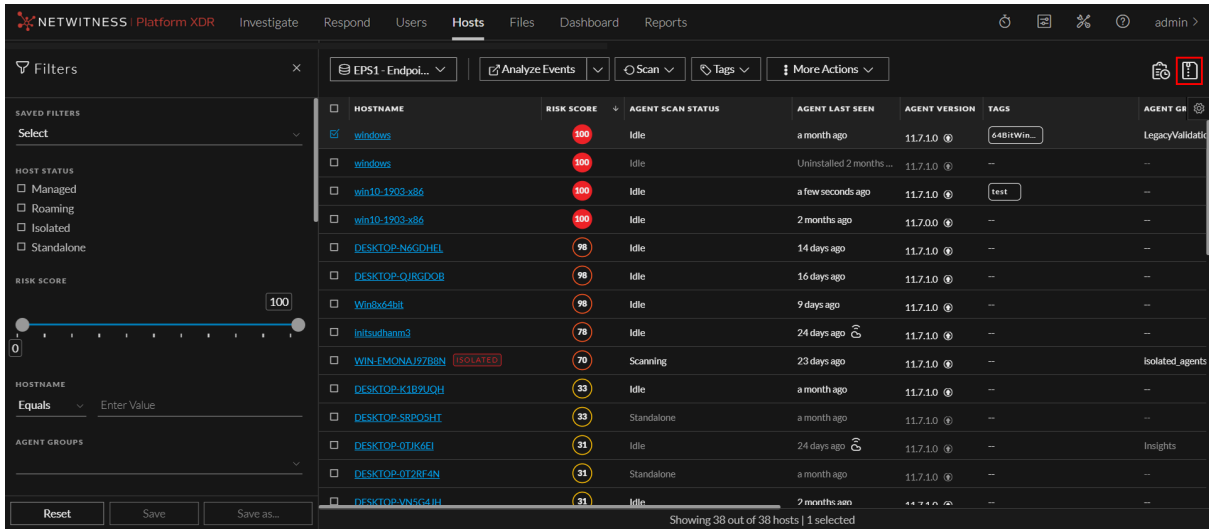 NETWITNESS Platform XDR Investigate Respond Users Hosts Files Dashboard Reports admin >
Filters
EPS1 - Endpoi... Analyze Events Scan Tags More Actions
SAVED FILTERS
Select
HOST STATUS
Managed
Roaming
Isolated
Standalone
RISK SCORE
100
0
HOSTNAME
Equals Enter Value
AGENT GROUPS
Reset Save Save as...
HOSTNAME RISK SCORE AGENT SCAN STATUS AGENT LAST SEEN AGENT VERSION TAGS AGENT GR
windows 100 Idle a month ago 11.7.1.0 64BitWin... LegacyValidatic
windows 100 Idle Uninstalled 2 months ... 11.7.1.0 -- --
win10-1903-x86 100 Idle a few seconds ago 11.7.1.0 test --
win10-1903-x86 100 Idle 2 months ago 11.7.0.0 -- --
DESKTOP-N6GDHEL 98 Idle 14 days ago 11.7.1.0 -- --
DESKTOP-QJRGDOB 98 Idle 16 days ago 11.7.1.0 -- --
Win8x64bit 98 Idle 9 days ago 11.7.1.0 -- --
initsudhanm3 78 Idle 24 days ago 11.7.1.0 -- --
WIN-EMONAJ97B8N ISOLATED 70 Scanning 23 days ago 11.7.1.0 -- isolated_agents
DESKTOP-K1B9UQH 33 Idle a month ago 11.7.1.0 -- --
DESKTOP-SRPO5HT 33 Standalone a month ago 11.7.1.0 -- --
DESKTOP-0TJK6EI 31 Idle 24 days ago 11.7.1.0 -- Insights
DESKTOP-0T2RF4N 31 Standalone a month ago 11.7.1.0 -- --
DESKTOP-VN5G4JH 31 Idle 2 months ago 11.7.1.0 -- --
Showing 38 out of 38 hosts | 1 selected